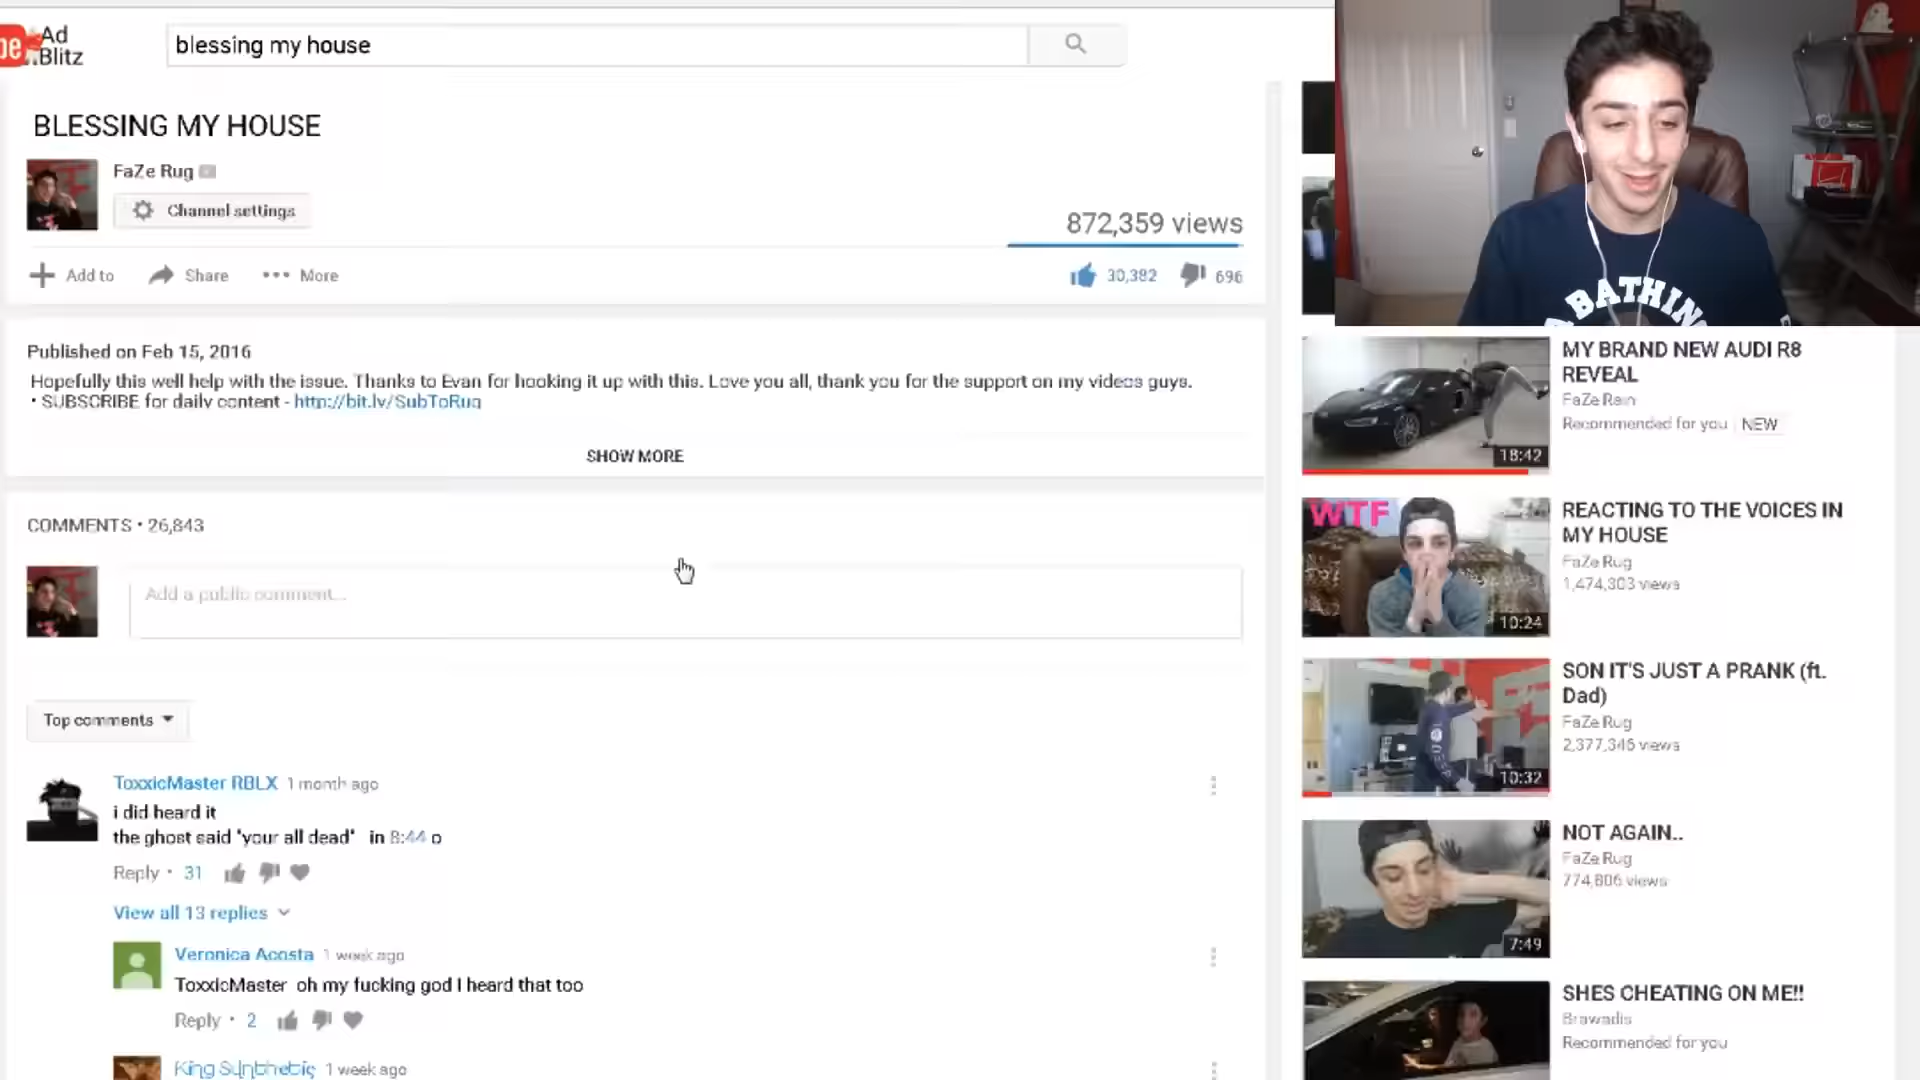 be Ad
Blitz
blessing my house
BLESSING MY HOUSE
FaZe Rug
Channel settings
872,359 views
Add to
Share
More
30,382
696
Published on Feb 15, 2016
Hopefully this well help with the issue. Thanks to Evan for hooking it up with this. Love you all, thank you for the support on my videos guys.
• SUBSCRIBE for daily content - http://bit.ly/SubToRug
SHOW MORE
COMMENTS • 26,843
Add a public comment...
Top comments
ToxxicMaster RBLX 1 month ago
i did heard it
the ghost said "your all dead" in 8:44 o
Reply • 31
View all 13 replies
Veronica Acosta 1 week ago
ToxxicMaster oh my fucking god I heard that too
Reply • 2
King 1 week ago
BATHIN
MY BRAND NEW AUDI R8
REVEAL
FaZe Rain
Recommended for you NEW
18:42
WTF
REACTING TO THE VOICES IN
MY HOUSE
FaZe Rug
1,474,303 views
10:24
SON IT'S JUST A PRANK (ft.
Dad)
FaZe Rug
2,377,346 views
10:32
NOT AGAIN..
FaZe Rug
774,806 views
7:49
SHES CHEATING ON ME!!
Brawadis
Recommended for you